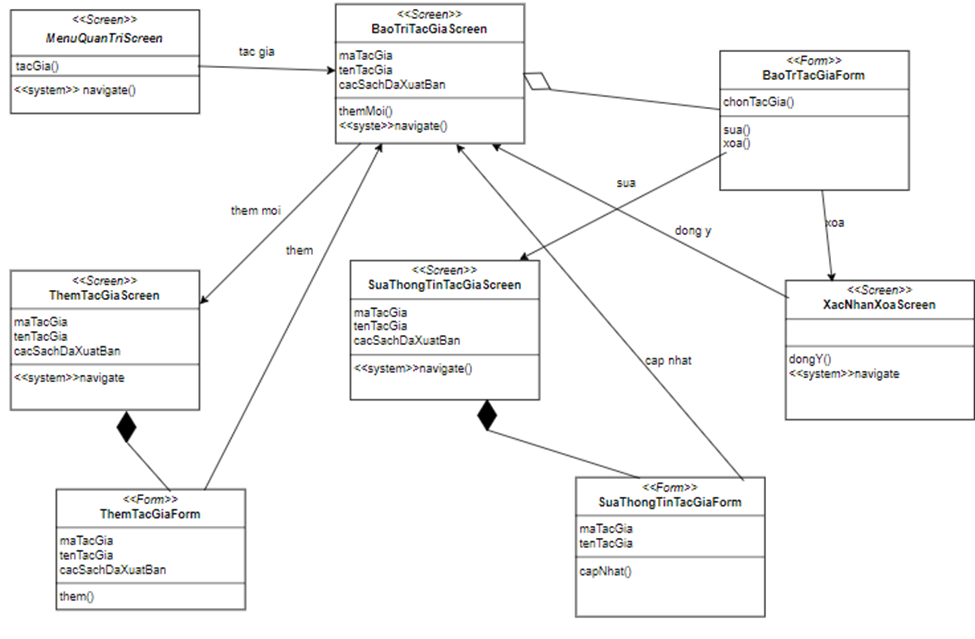 <<Screen>>
MenuQuanTriScreen
tacGia()
<<system>> navigate()
tac gia
<<Screen>>
BaoTriTacGiaScreen
maTacGia
tenTacGia
cacSachDaXuatBan
themMoi()
<<syste>>navigate()
<<Form>>
BaoTrTacGiaForm
chonTacGia()
sua()
xoa()
them moi
them
sua
dong y
xoa
cap nhat
<<Screen>>
ThemTacGiaScreen
maTacGia
tenTacGia
cacSachDaXuatBan
<<system>>navigate
<<Screen>>
SuaThongTinTacGiaScreen
maTacGia
tenTacGia
cacSachDaXuatBan
<<system>>navigate()
<<Screen>>
XacNhanXoaScreen
dongY()
<<system>>navigate
<<Form>>
ThemTacGiaForm
maTacGia
tenTacGia
cacSachDaXuatBan
them()
<<Form>>
SuaThongTinTacGiaForm
maTacGia
tenTacGia
capNhat()